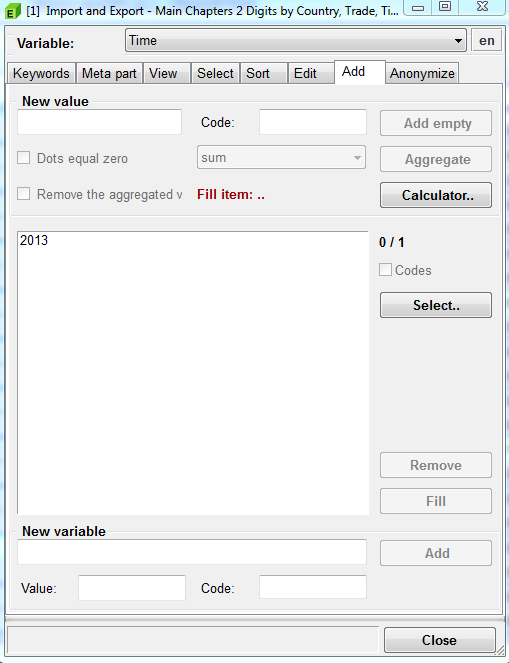 [1] Import and Export - Main Chapters 2 Digits by Country, Trade, Ti...
Variable: Time en
Keywords Meta part View Select Sort Edit Add Anonymize
New value
Code: Add empty
Dots equal zero sum Aggregate
Remove the aggregated v Fill item: .. Calculator..
2013 0 / 1
Codes
Select..
Remove
Fill
New variable
Add
Value: Code:
Close